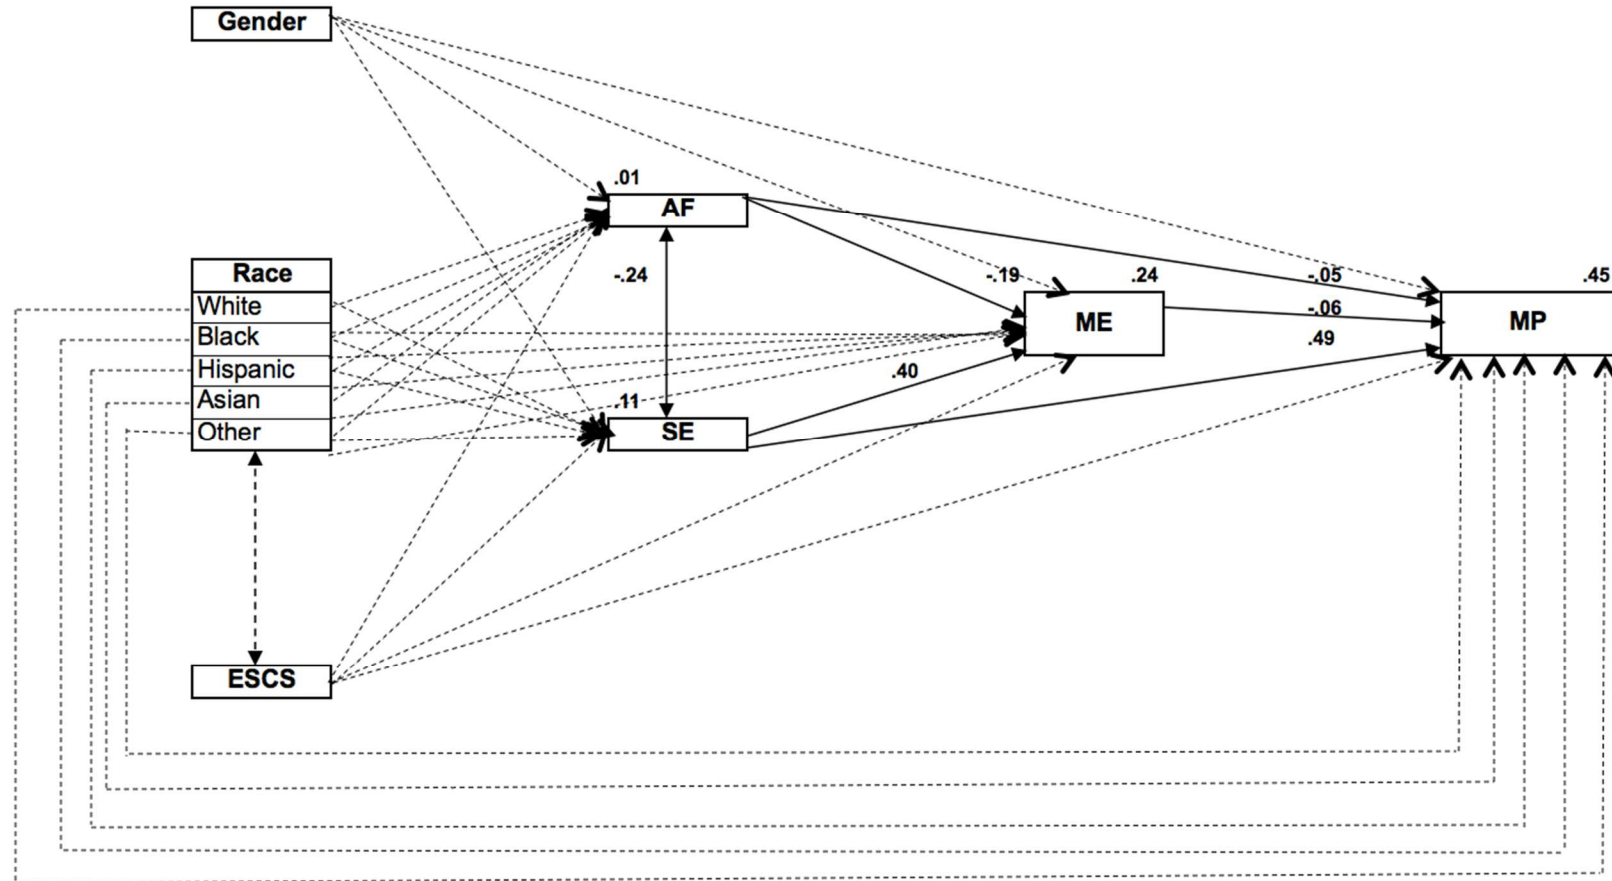 Gender
.01
AF
-.24
Race
White
Black
Hispanic
Asian
Other
.11
SE
-.19
.24
ME
.40
-.05
-.06
.49
.45
MP
ESCS